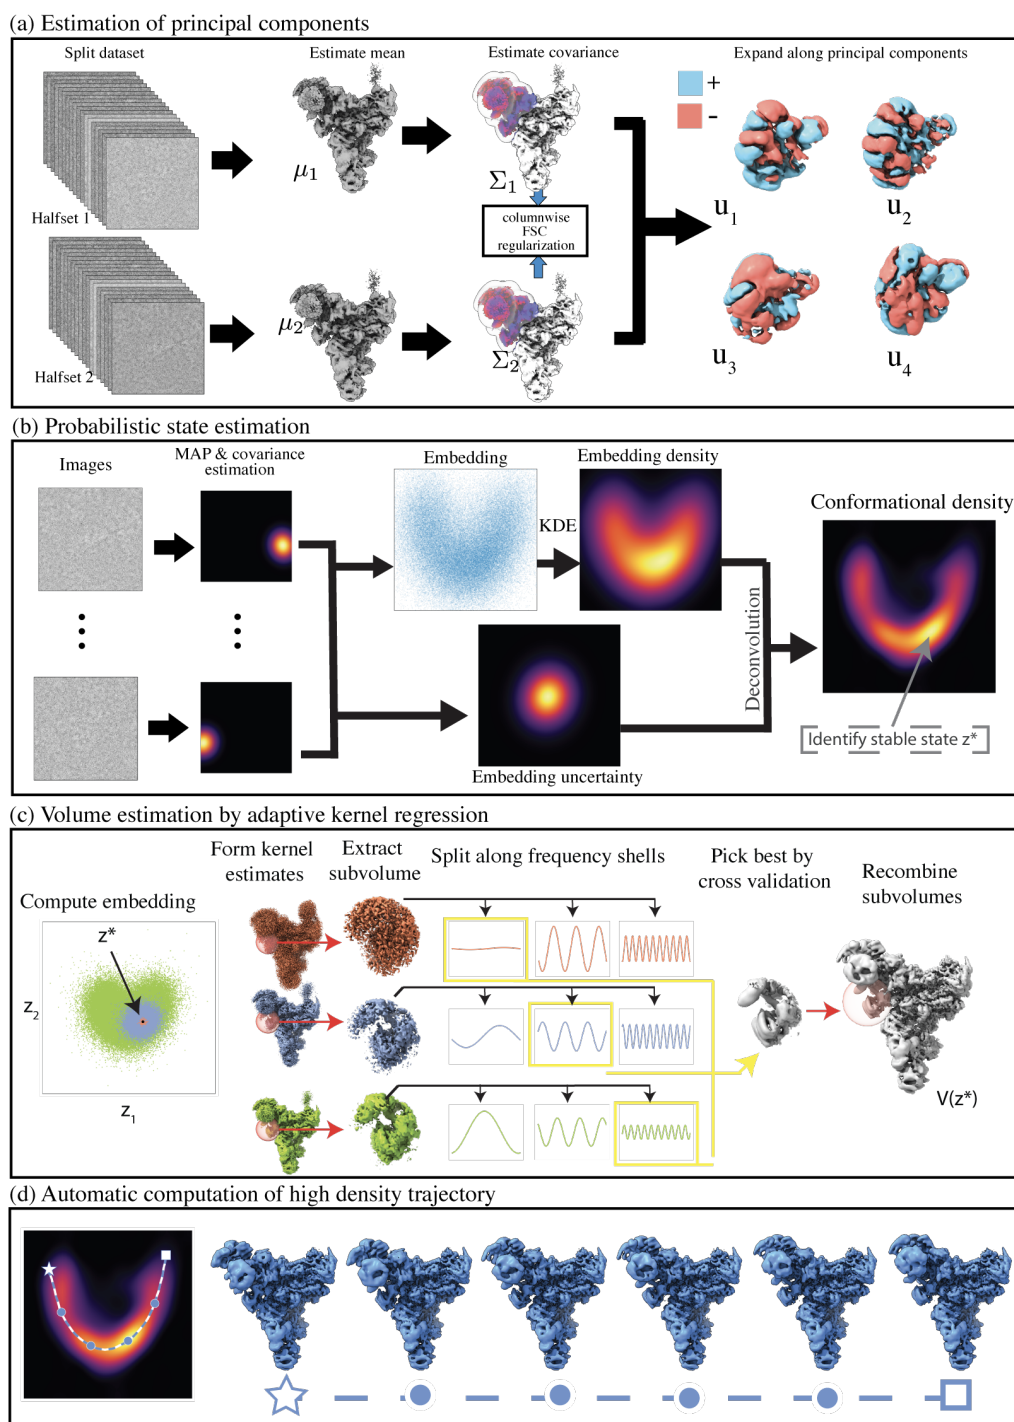 (a) Estimation of principal components
Split dataset
Estimate mean
Estimate covariance
Expand along principal components
+
-
μ1
Σ1
u1
u2
Halfset 1
columnwise
FSC
regularization
μ2
Σ2
u3
u4
Halfset 2
(b) Probabilistic state estimation
Images
MAP & covariance
estimation
Embedding
Embedding density
Conformational density
KDE
Deconvolution
Identify stable state z*
Embedding uncertainty
(c) Volume estimation by adaptive kernel regression
Compute embedding
Form kernel
estimates
Extract
subvolume
Split along frequency shells
Pick best by
cross validation
Recombine
subvolumes
z*
z2
z1
V(z*)
(d) Automatic computation of high density trajectory